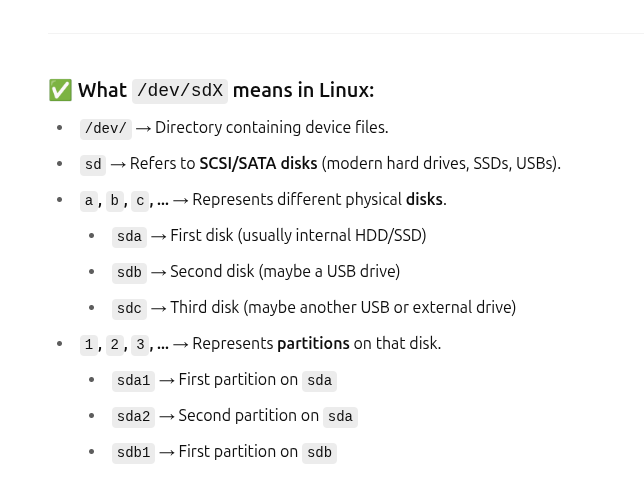 ✅ What /dev/sdX means in Linux:
• /dev/ → Directory containing device files.
• sd → Refers to SCSI/SATA disks (modern hard drives, SSDs, USBs).
• a, b, c, ... → Represents different physical disks.
• sda → First disk (usually internal HDD/SSD)
• sdb → Second disk (maybe a USB drive)
• sdc → Third disk (maybe another USB or external drive)
• 1, 2, 3, ... → Represents partitions on that disk.
• sda1 → First partition on sda
• sda2 → Second partition on sda
• sdb1 → First partition on sdb